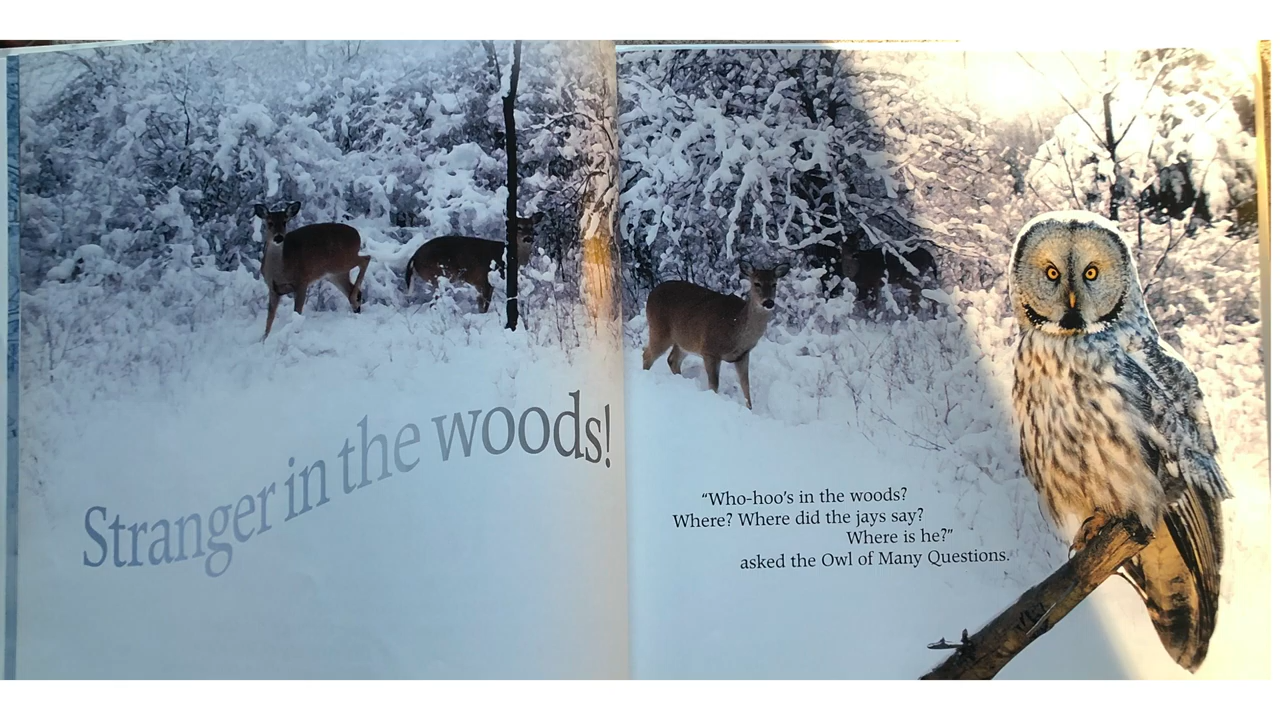 Stranger in the woods!
“Who-hoo’s in the woods?
Where? Where did the jays say?
Where is he?”
asked the Owl of Many Questions.